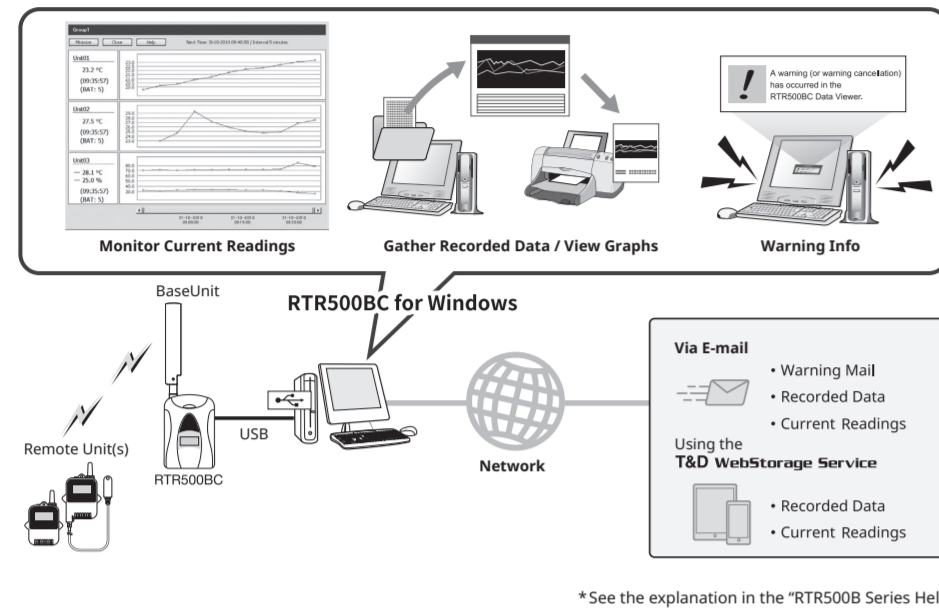 Group1
Minimize Close Help
Unit01
23.2 °C
(09:35:57)
(BAT: 5)
Unit02
27.5 °C
(09:35:57)
(BAT: 5)
Unit03
— 28.1 °C
— 25.0 %
(09:35:57)
(BAT: 5)
A warning (or warning cancellation)
has occurred in the
RTR500BC Data Viewer.
Monitor Current Readings
Gather Recorded Data / View Graphs
Warning Info
RTR500BC for Windows
BaseUnit
Remote Unit(s)
RTR500BC
USB
Network
Via E-mail
• Warning Mail
• Recorded Data
• Current Readings
Using the
T&D WebStorage Service
• Recorded Data
• Current Readings
*See the explanation in the “RTR500B Series Hel